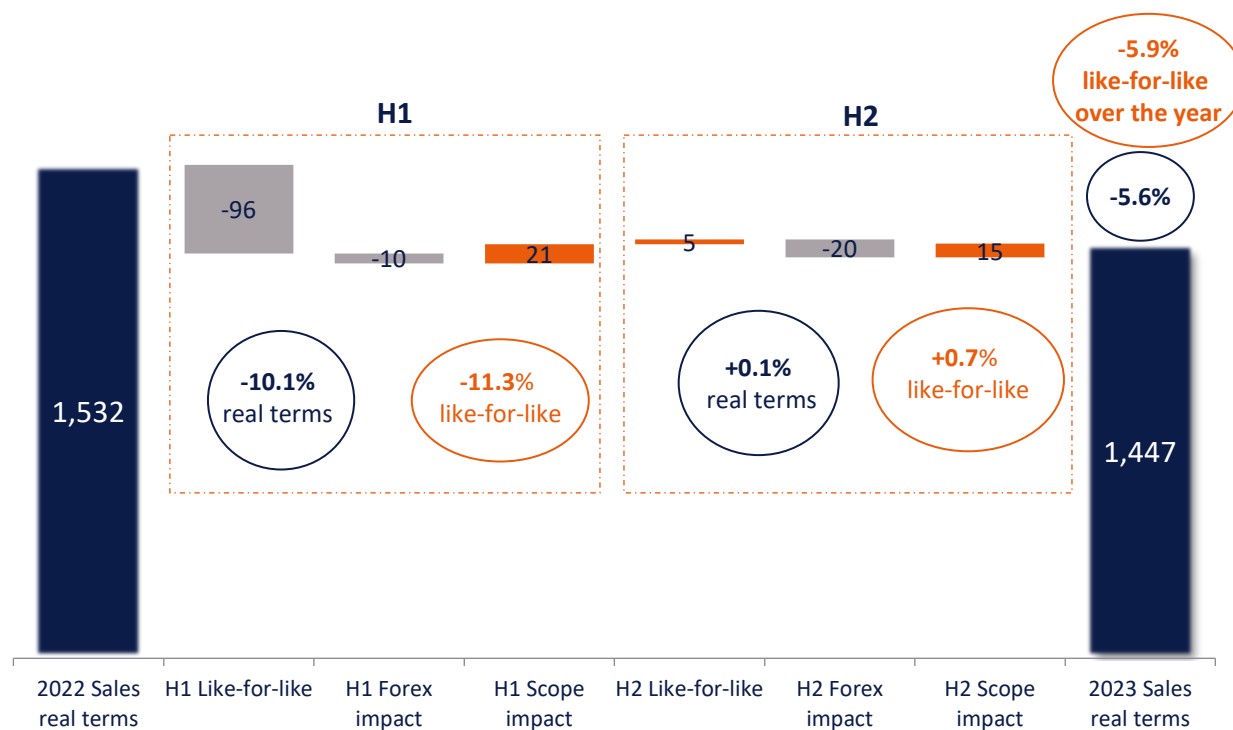 -5.9%
like-for-like
over the year
H1
H2
-5.6%
-96
-10
21
5
-20
15
-10.1%
real terms
-11.3%
like-for-like
+0.1%
real terms
+0.7%
like-for-like
1,532
1,447
2022 Sales
real terms
H1 Like-for-like
H1 Forex
impact
H1 Scope
impact
H2 Like-for-like
H2 Forex
impact
H2 Scope
impact
2023 Sales
real terms